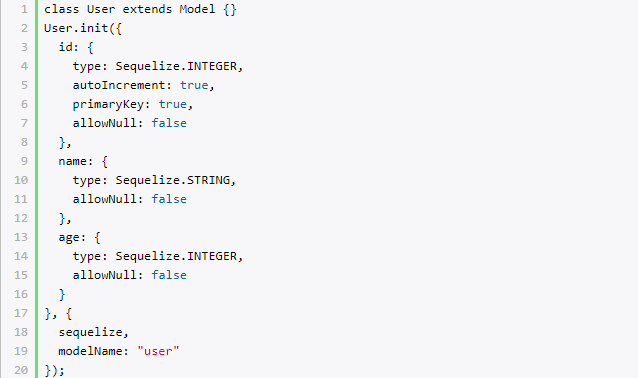 1 class User extends Model {}
2 User.init({
3   id: {
4     type: Sequelize.INTEGER,
5     autoIncrement: true,
6     primaryKey: true,
7     allowNull: false
8   },
9   name: {
10     type: Sequelize.STRING,
11     allowNull: false
12   },
13   age: {
14     type: Sequelize.INTEGER,
15     allowNull: false
16   }
17 }, {
18   sequelize,
19   modelName: "user"
20 });